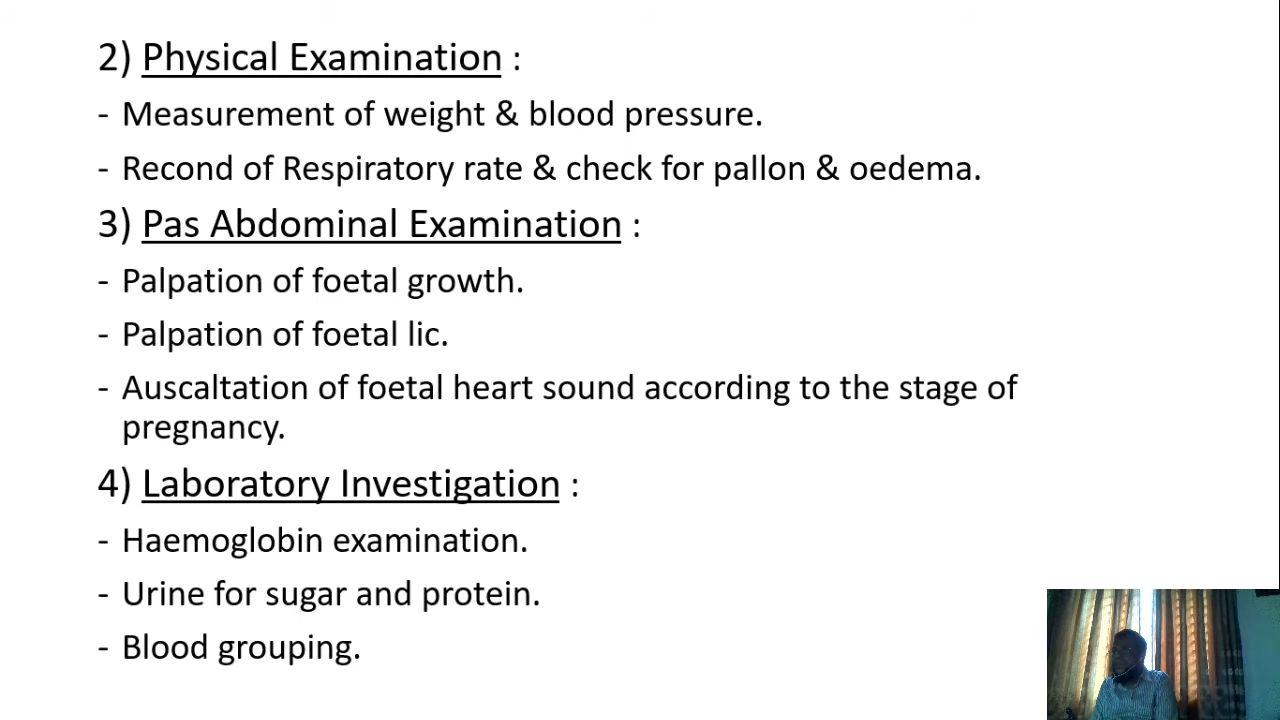 2) Physical Examination :
- Measurement of weight & blood pressure.
- Recond of Respiratory rate & check for pallon & oedema.
3) Pas Abdominal Examination :
- Palpation of foetal growth.
- Palpation of foetal lic.
- Auscaltation of foetal heart sound according to the stage of
pregnancy.
4) Laboratory Investigation :
- Haemoglobin examination.
- Urine for sugar and protein.
- Blood grouping.